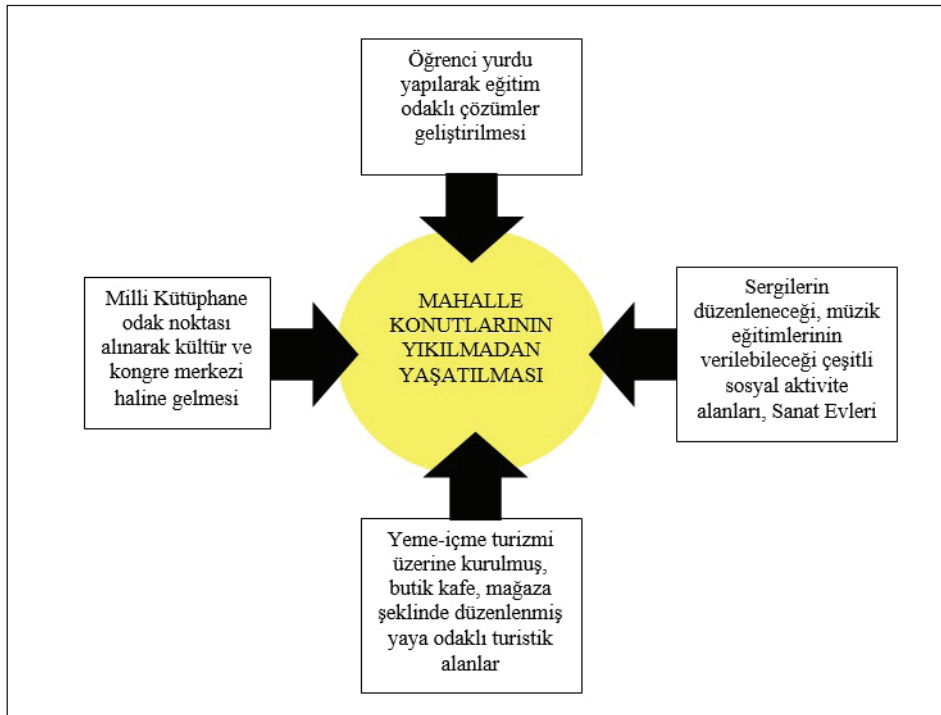 Öğrenci yurdu
yapılarak eğitim
odaklı çözümler
geliştirilmesi
Milli Kütüphane
odak noktası
alınarak kültür ve
kongre merkezi
haline gelmesi
MAHALLE
KONUTLARININ
YIKILMADAN
YAŞATILMASI
Sergilerin
düzenleneceği, müzik
eğitimlerinin
verilebileceği çeşitli
sosyal aktivite
alanları, Sanat Evleri
Yeme-içme turizmi
üzerine kurulmuş,
butik kafe, mağaza
şeklinde düzenlenmiş
yaya odaklı turistik
alanlar